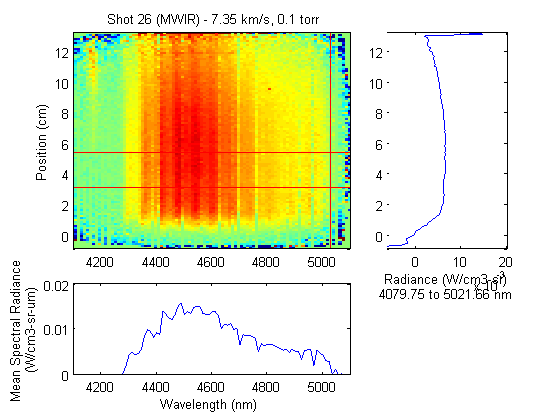 Shot 26 (MWIR) - 7.35 km/s, 0.1 torr
12
10
8
6
4
2
0
Position (cm)
4200 4400 4600 4800 5000
12
10
8
6
4
2
0
0 10 20
x 10-3
Radiance (W/cm3-sr)
4079.75 to 5021.66 nm
Mean Spectral Radiance
(W/cm3-sr-um)
0.02
0.01
0
4200 4400 4600 4800 5000
Wavelength (nm)